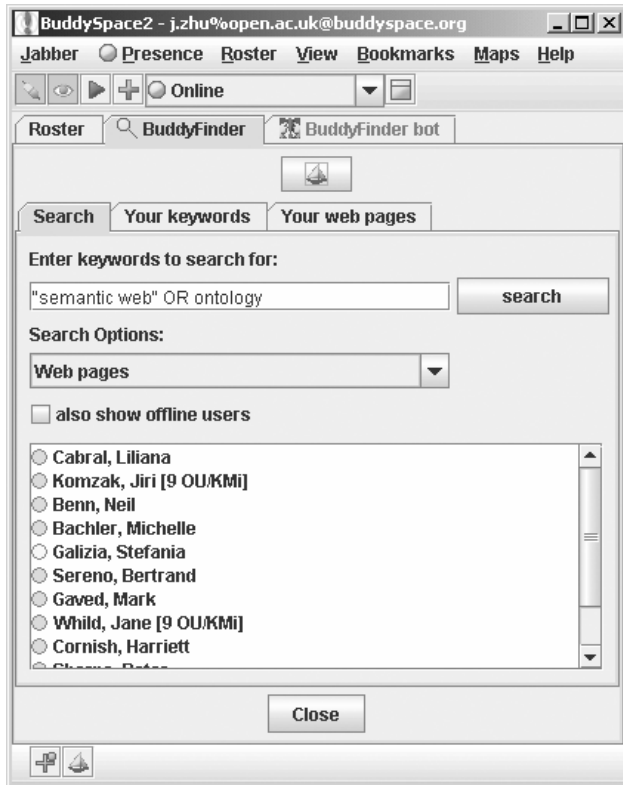 BuddySpace2 - j.zhu%open.ac.uk@buddyspace.org
Jabber Presence Roster View Bookmarks Maps Help
Online
Roster BuddyFinder BuddyFinder bot
Search Your keywords Your web pages
Enter keywords to search for:
"semantic web" OR ontology search
Search Options:
Web pages
also show offline users
Cabral, Liliana
Komzak, Jiri [9 OU/KMi]
Benn, Neil
Bachler, Michelle
Galizia, Stefania
Sereno, Bertrand
Gaved, Mark
Whild, Jane [9 OU/KMi]
Cornish, Harriett
Close